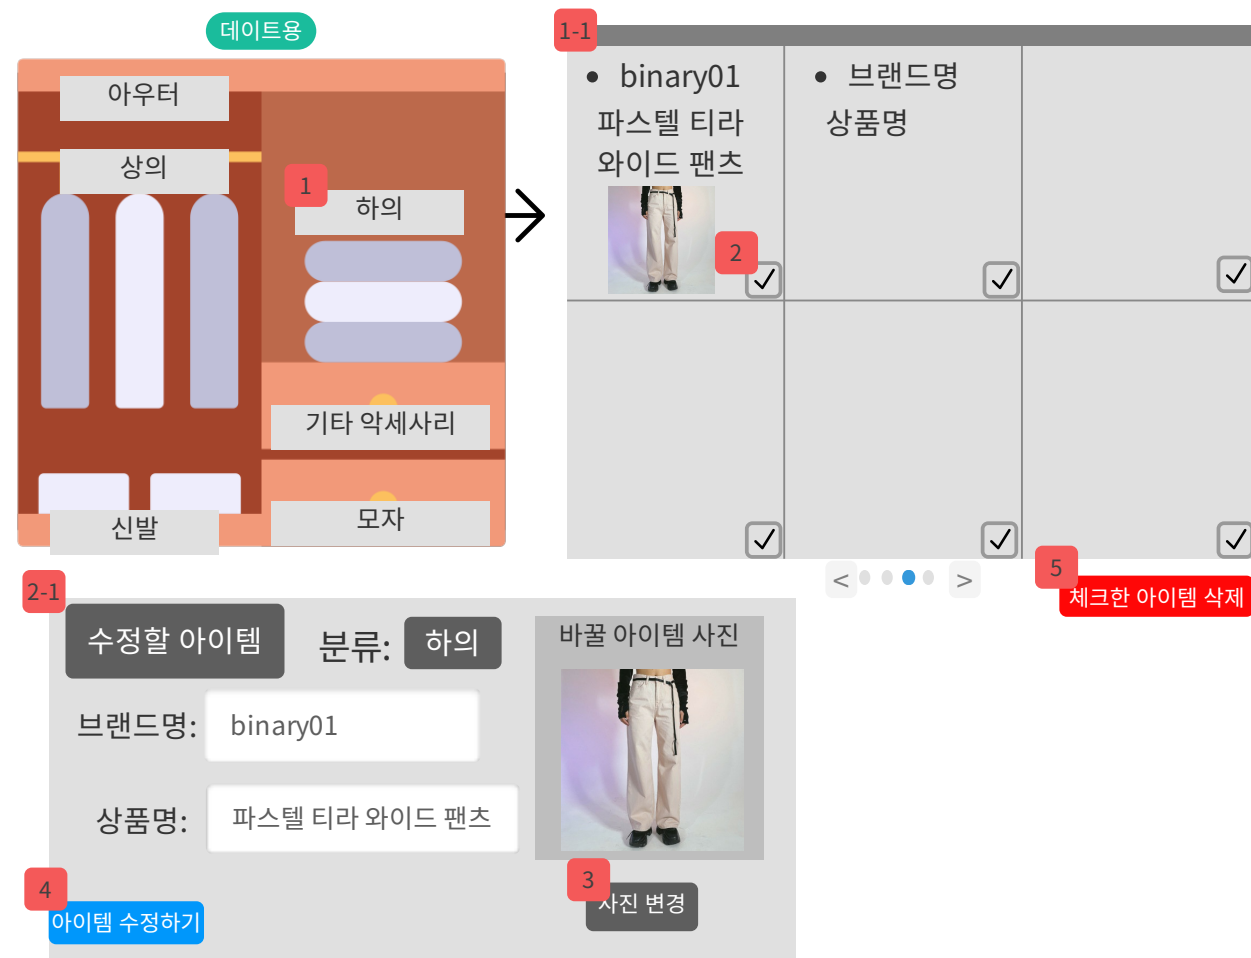 데이트용
아우터
상의
1
하의
기타 악세사리
모자
신발
1-1
binary01
파스텔 티라
와이드 팬츠
2
브랜드명
상품명
<
>
5
체크한 아이템 삭제
2-1
수정할 아이템
분류:
하의
바꿀 아이템 사진
브랜드명:
binary01
상품명:
파스텔 티라 와이드 팬츠
3
사진 변경
4
아이템 수정하기